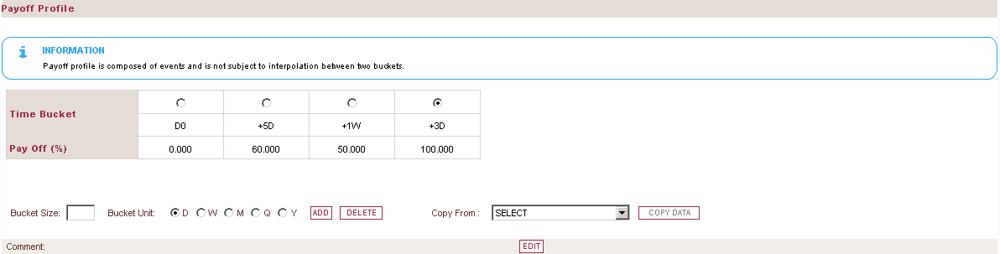 Payoff Profile
INFORMATION
Payoff profile is composed of events and is not subject to interpolation between two buckets.
Time Bucket
D0 +5D +1W +3D
Pay Off (%) 0.000 60.000 50.000 100.000
Bucket Size: Bucket Unit: D W M Q Y ADD DELETE Copy From : SELECT COPY DATA
Comment: EDIT